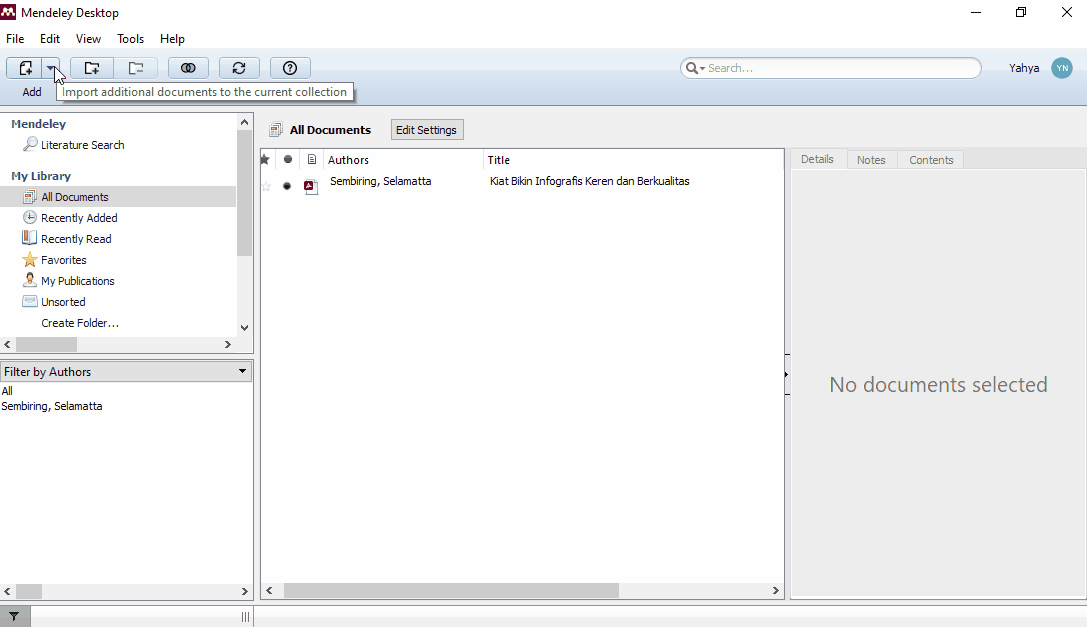 Mendeley Desktop
File Edit View Tools Help
Search...
Yahya YN
Add
Import additional documents to the current collection
Mendeley
Literature Search
My Library
All Documents
Recently Added
Recently Read
Favorites
My Publications
Unsorted
Create Folder...
Filter by Authors
All
Sembiring, Selamatta
All Documents Edit Settings
Authors Title
Sembiring, Selamatta Kiat Bikin Infografis Keren dan Berkualitas
Details Notes Contents
No documents selected